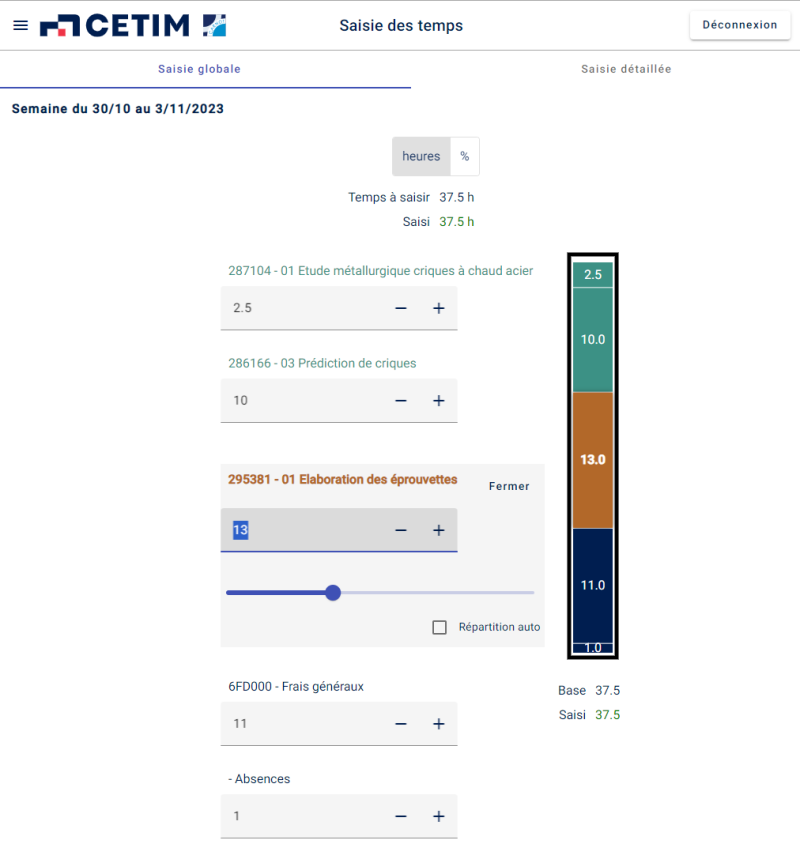 CETIM
Saisie des temps
Déconnexion
Saisie globale
Saisie détaillée
Semaine du 30/10 au 3/11/2023
heures
%
Temps à saisir 37.5 h
Saisi 37.5 h
287104 - 01 Etude métallurgique criques à chaud acier
2.5 − +
286166 - 03 Prédiction de criques
10 − +
295381 - 01 Elaboration des éprouvettes
Fermer
13 − +
Répartition auto
6FD000 - Frais généraux
11 − +
- Absences
1 − +
2.5
10.0
13.0
11.0
1.0
Base 37.5
Saisi 37.5